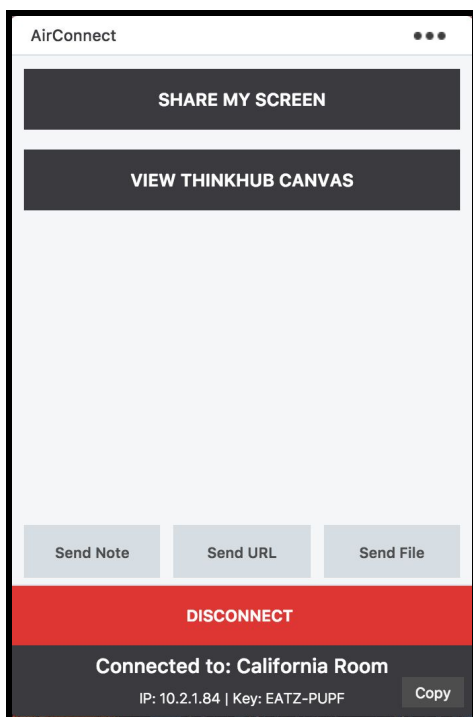 AirConnect
SHARE MY SCREEN
VIEW THINKHUB CANVAS
Send Note Send URL Send File
DISCONNECT
Connected to: California Room
IP: 10.2.1.84 | Key: EATZ-PUPF Copy